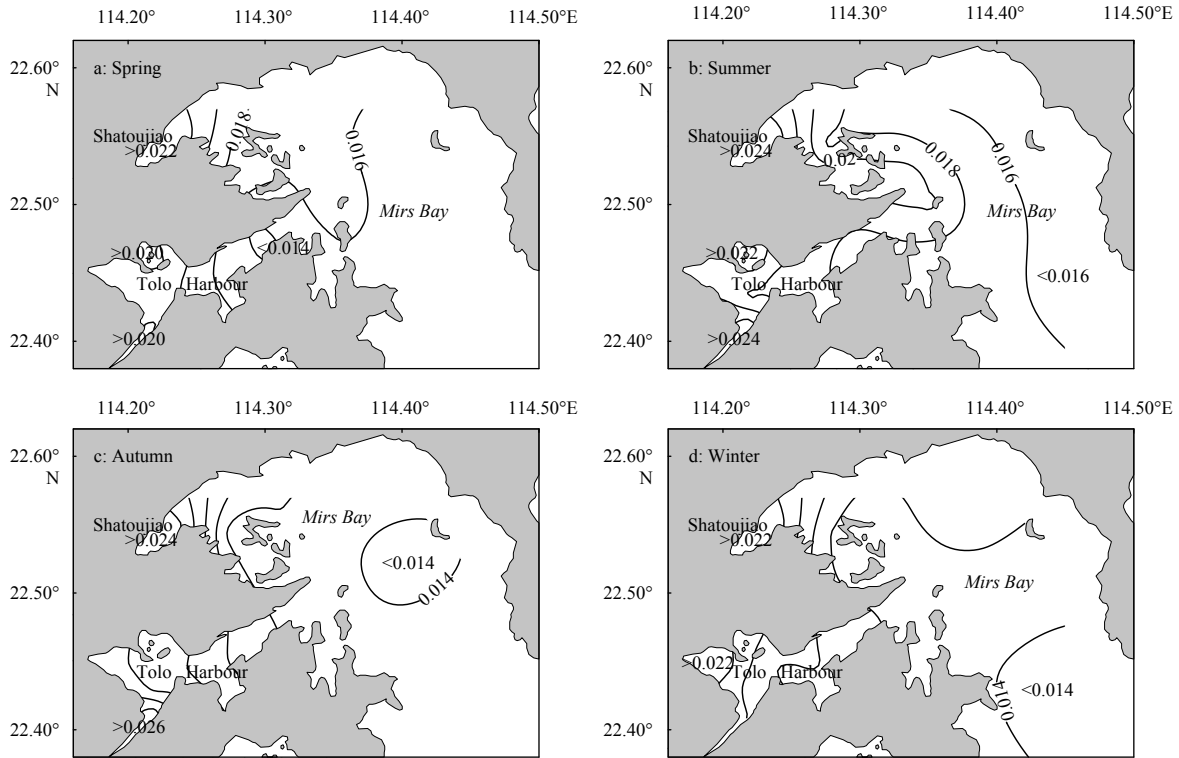 114.20° 114.30° 114.40° 114.50°E 114.20° 114.30° 114.40° 114.50°E
22.60°
N
a: Spring
0.018
Shatoujiao
>0.022
0.016
22.50°
Mirs Bay
<0.014
>0.020
Tolo Harbour
22.40°
>0.020
22.60°
N
b: Summer
Shatoujiao
>0.024
0.02
0.018
0.016
22.50°
Mirs Bay
>0.022
Tolo Harbour
<0.016
22.40°
>0.024
114.20° 114.30° 114.40° 114.50°E 114.20° 114.30° 114.40° 114.50°E
22.60°
N
c: Autumn
Mirs Bay
Shatoujiao
>0.024
<0.014
0.014
22.50°
Tolo Harbour
22.40°
>0.026
22.60°
N
d: Winter
Shatoujiao
>0.022
22.50°
Mirs Bay
>0.022
Tolo Harbour
0.014
<0.014
22.40°